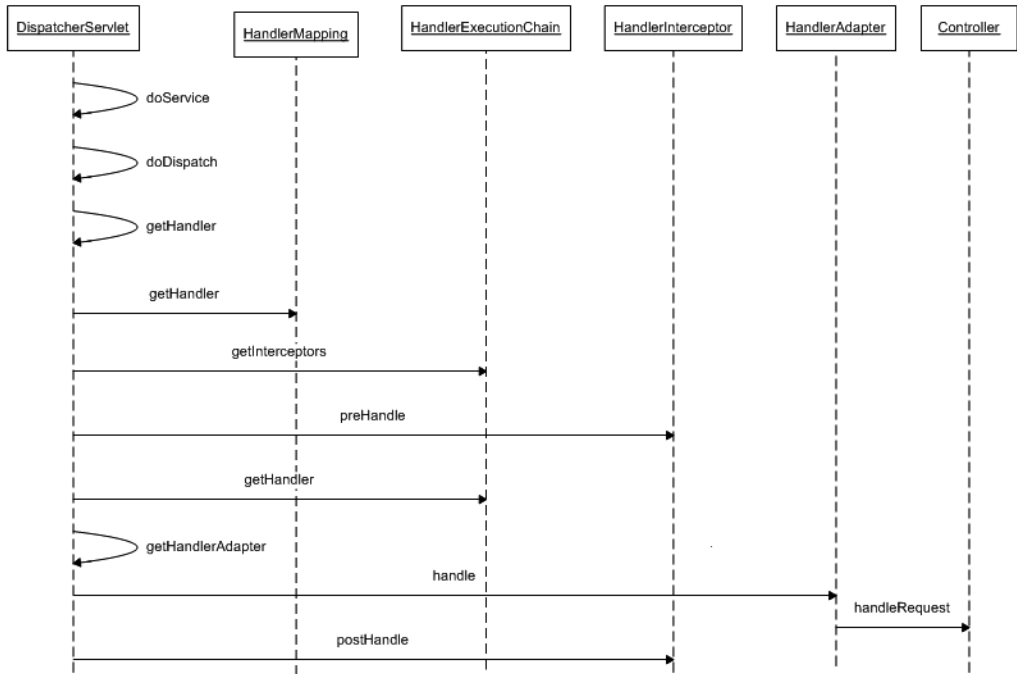 DispatcherServlet
HandlerMapping
HandlerExecutionChain
HandlerInterceptor
HandlerAdapter
Controller
doService
doDispatch
getHandler
getHandler
getInterceptors
preHandle
getHandler
getHandlerAdapter
handle
handleRequest
postHandle